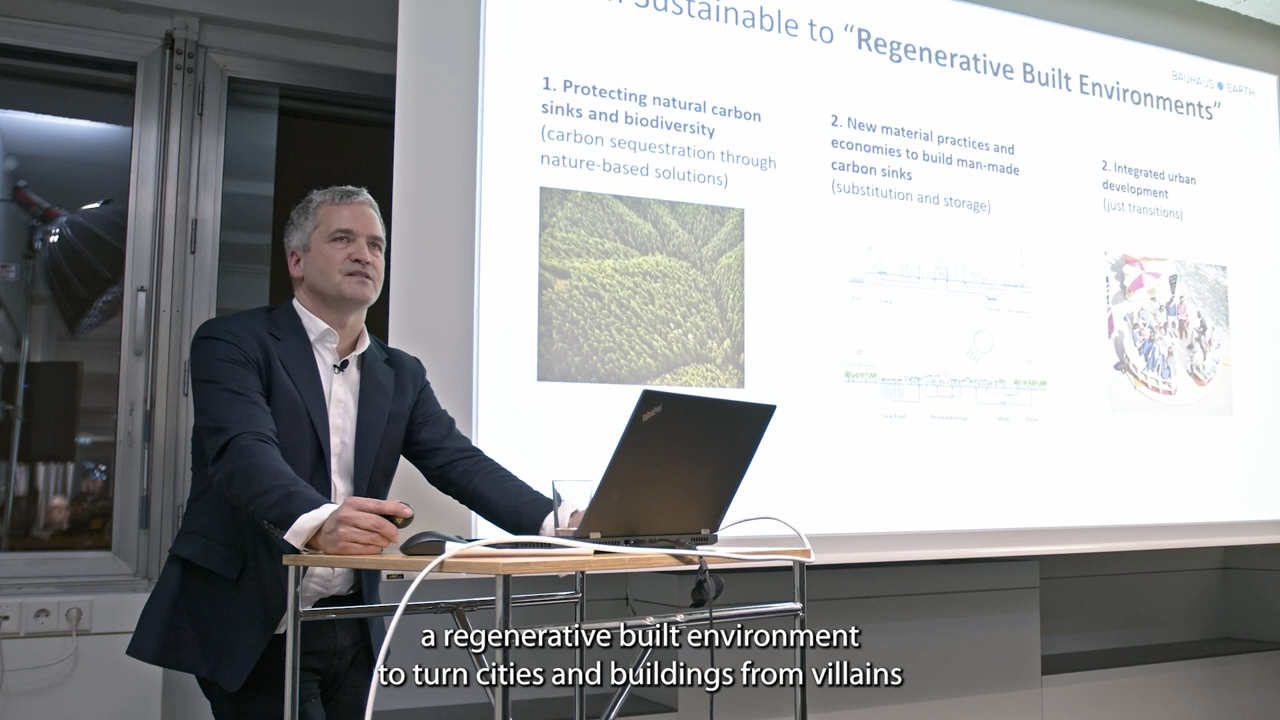 Sustainable to “Regenerative Built Environments”
BAUHAUS EARTH
1. Protecting natural carbon
sinks and biodiversity
(carbon sequestration through
nature-based solutions)
2. New material practices and
economies to build man-made
carbon sinks
(substitution and storage)
2. Integrated urban
development
(just transitions)
ThinkPad
a regenerative built environment
to turn cities and buildings from villains